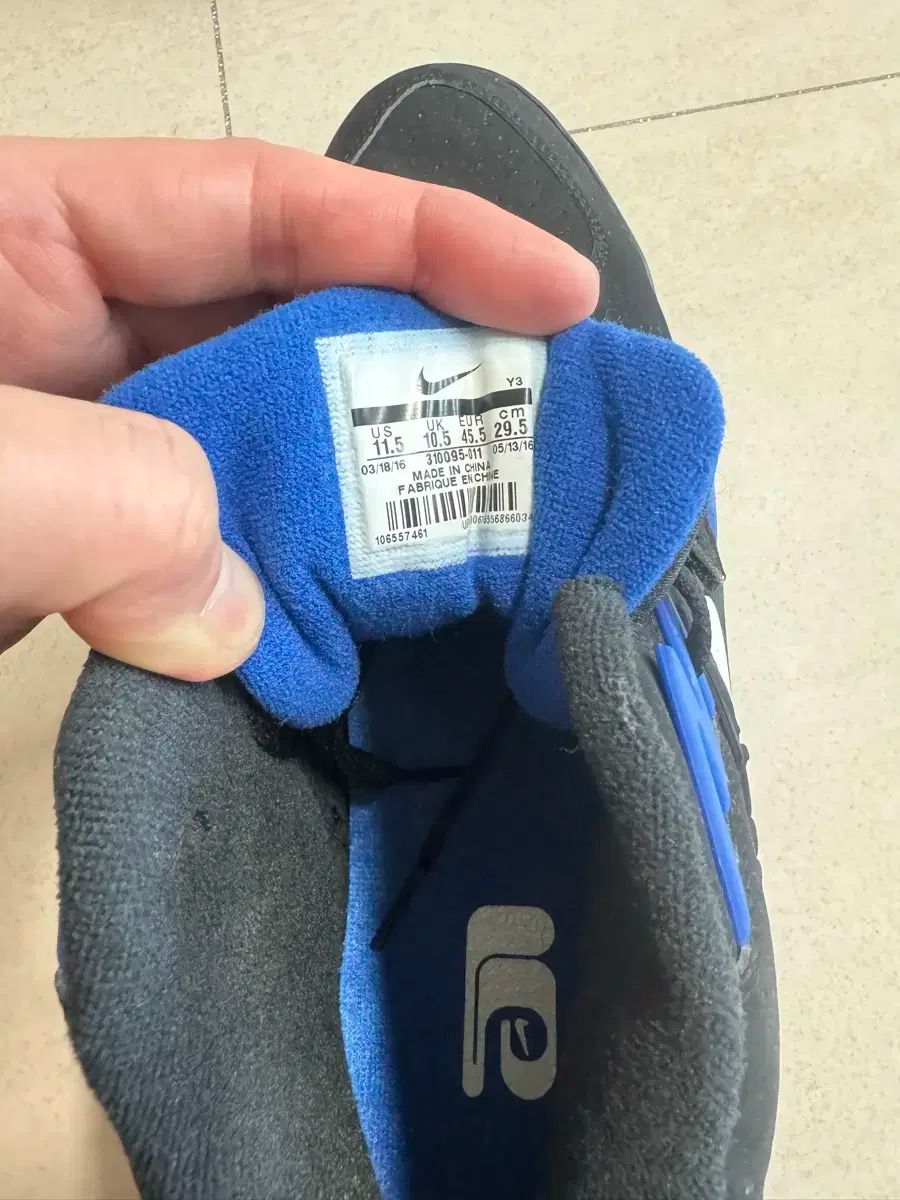 Y3
US UK EUR cm
11.5 10.5 45.5 29.5
03/18/16 310095-011 05/13/16
MADE IN CHINA
FABRIQUE EN CHINE
106557461